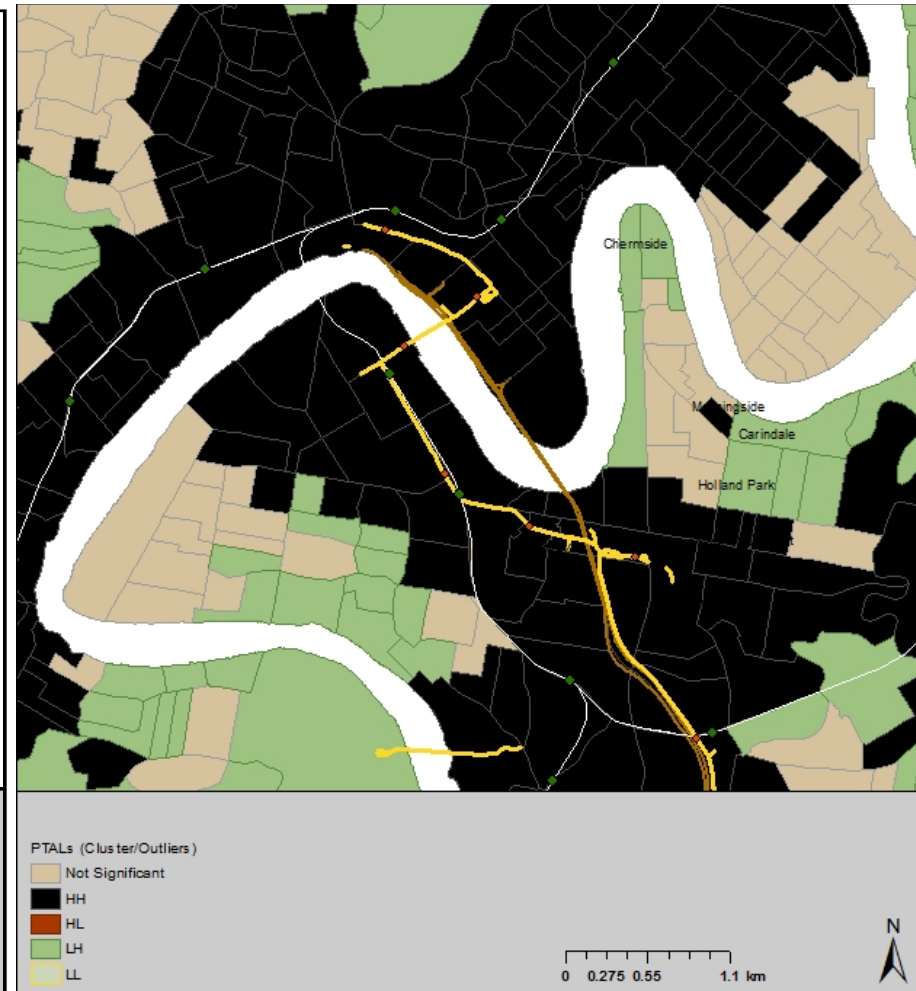 Chermside
Carindale
Holland Park
PTALs (Cluster/Outliers)
Not Significant
HH
HL
LH
LL
N
0 0.275 0.55 1.1 km